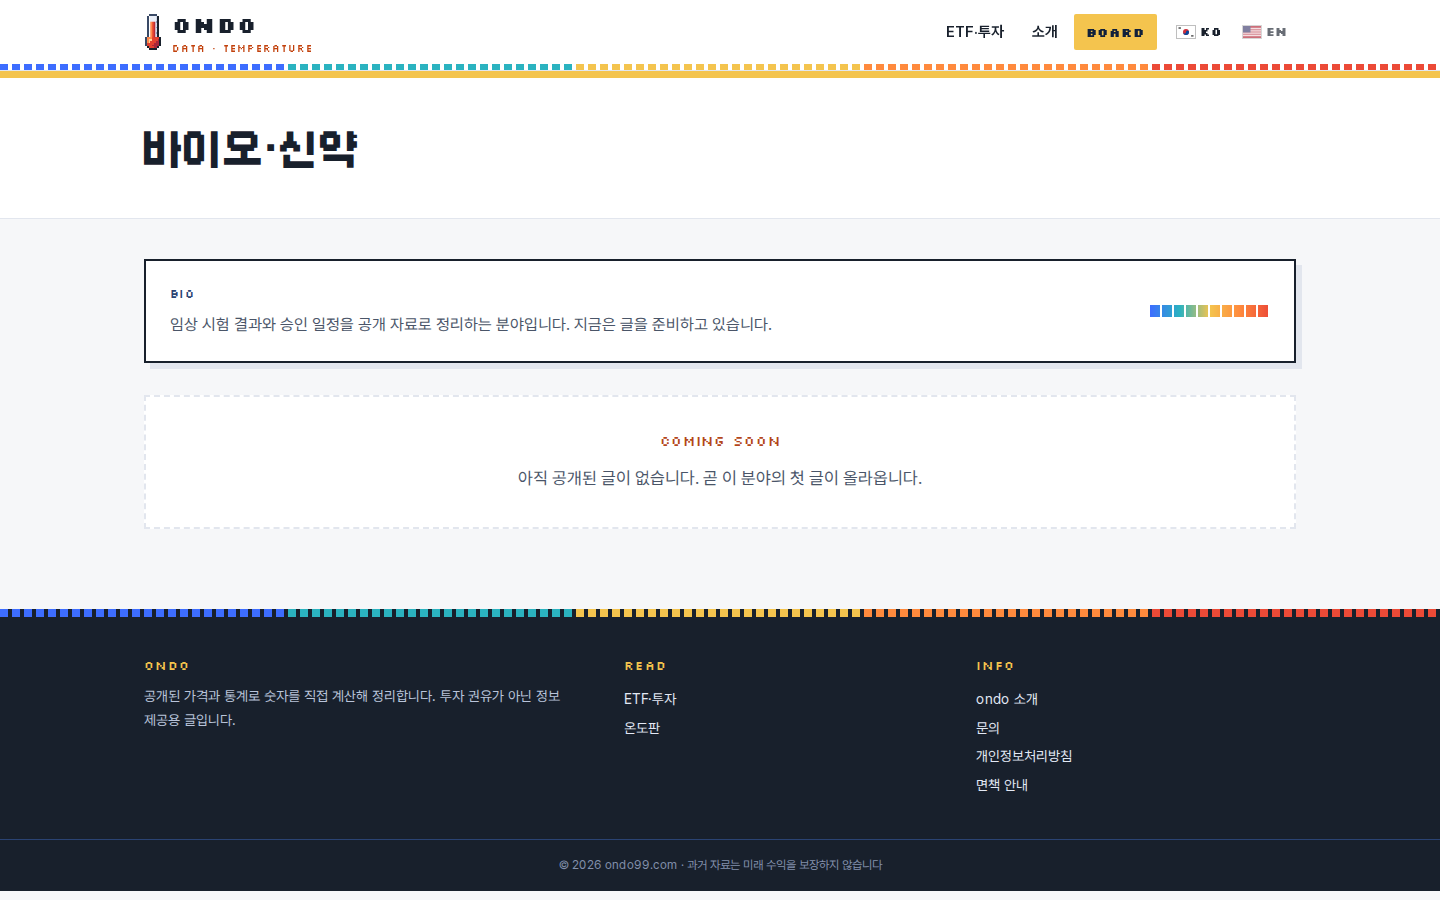 ONDO
DATA · TEMPERATURE
ETF·투자
소개
BOARD
KO
EN
바이오·신약
BIO
임상 시험 결과와 승인 일정을 공개 자료로 정리하는 분야입니다. 지금은 글을 준비하고 있습니다.
COMING SOON
아직 공개된 글이 없습니다. 곧 이 분야의 첫 글이 올라옵니다.
ONDO
공개된 가격과 통계로 숫자를 직접 계산해 정리합니다. 투자 권유가 아닌 정보
제공용 글입니다.
READ
ETF·투자
온도판
INFO
ondo 소개
문의
개인정보처리방침
면책 안내
© 2026 ondo99.com · 과거 자료는 미래 수익을 보장하지 않습니다